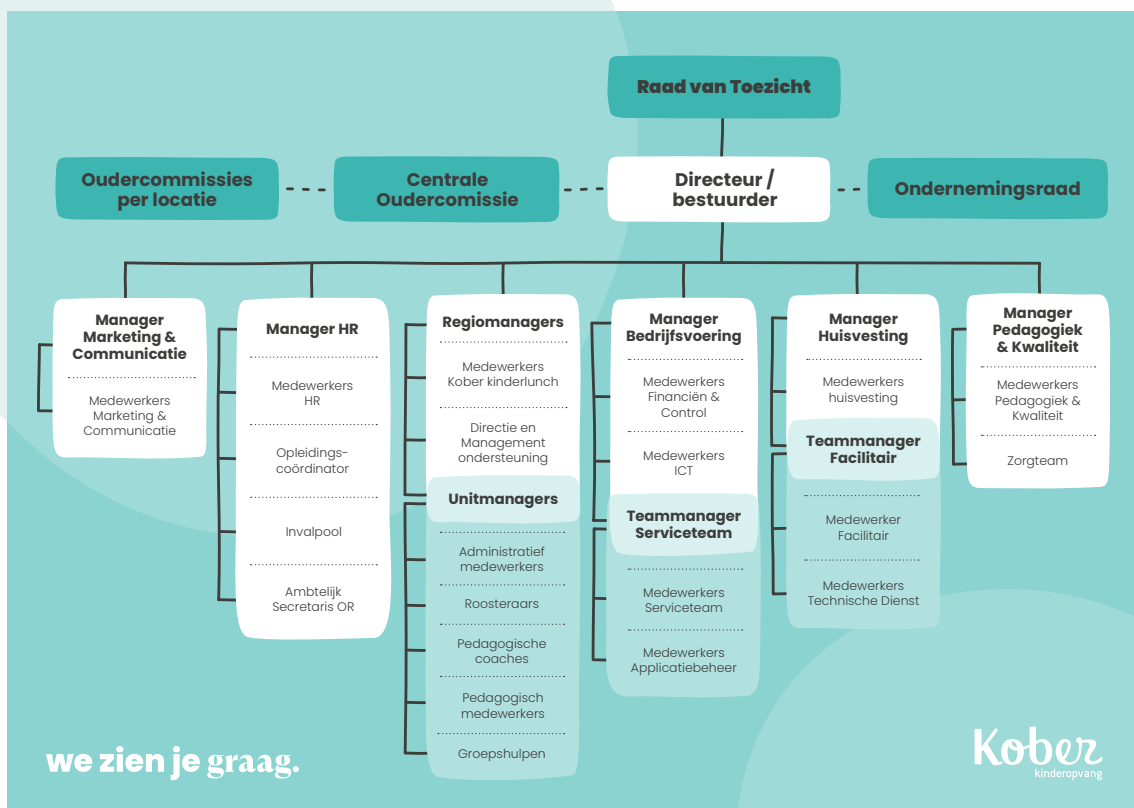 Raad van Toezicht
Oudercommissies
per locatie
Centrale
Oudercomissie
Directeur /
bestuurder
Ondernemingsraad
Manager
Marketing &
Communicatie
Medewerkers
Marketing &
Communicatie
Manager HR
Medewerkers
HR
Opleidings-
coördinator
Invalpool
Ambtelijk
Secretaris OR
Regiomanagers
Medewerkers
Kober kinderlunch
Directie en
Management
ondersteuning
Unitmanagers
Administratief
medewerkers
Roosteraars
Pedagogische
coaches
Pedagogisch
medewerkers
Groepshulpen
Manager
Bedrijfsvoering
Medewerkers
Financiën &
Control
Medewerkers
ICT
Teammanager
Serviceteam
Medewerkers
Serviceteam
Medewerkers
Applicatiebeheer
Manager
Huisvesting
Medewerkers
huisvesting
Teammanager
Facilitair
Medewerker
Facilitair
Medewerkers
Technische Dienst
Manager
Pedagogiek
& Kwaliteit
Medewerkers
Pedagogiek &
Kwaliteit
Zorgteam
we zien je graag.
Kober
kinderopvang